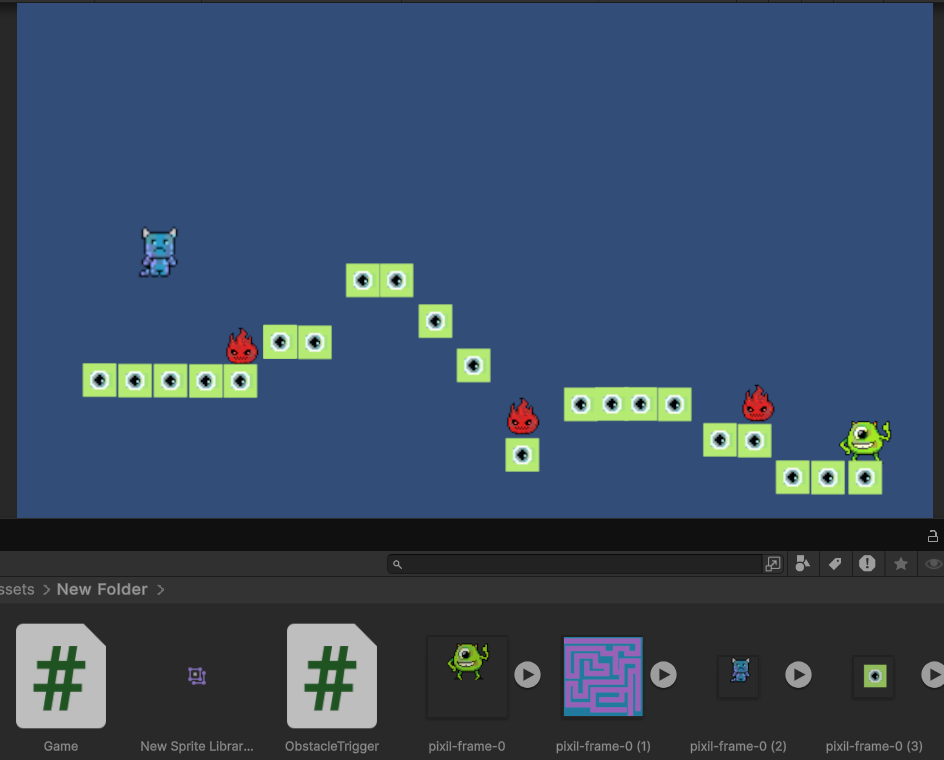 ssets > New Folder >
Game
New Sprite Librar...
ObstacleTrigger
pixil-frame-0
pixil-frame-0 (1)
pixil-frame-0 (2)
pixil-frame-0 (3)